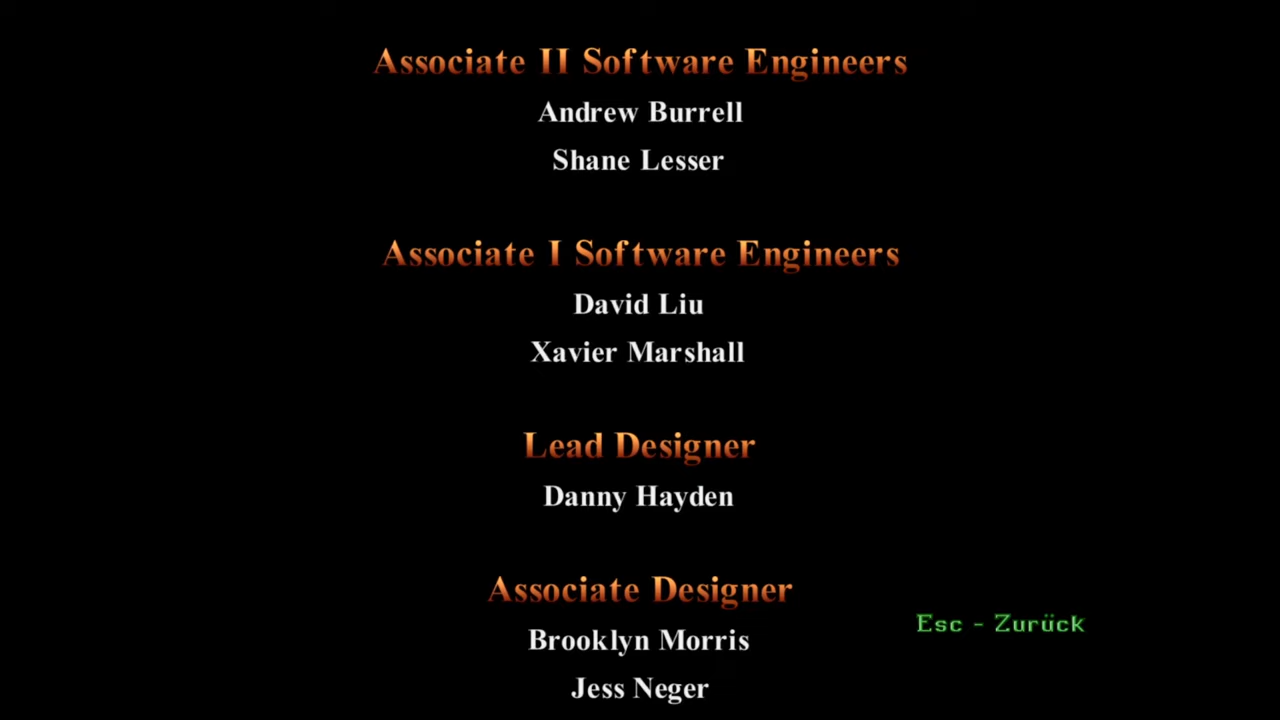 Associate II Software Engineers
Andrew Burrell
Shane Lesser
Associate I Software Engineers
David Liu
Xavier Marshall
Lead Designer
Danny Hayden
Associate Designer
Brooklyn Morris
Jess Neger
Esc - Zurück